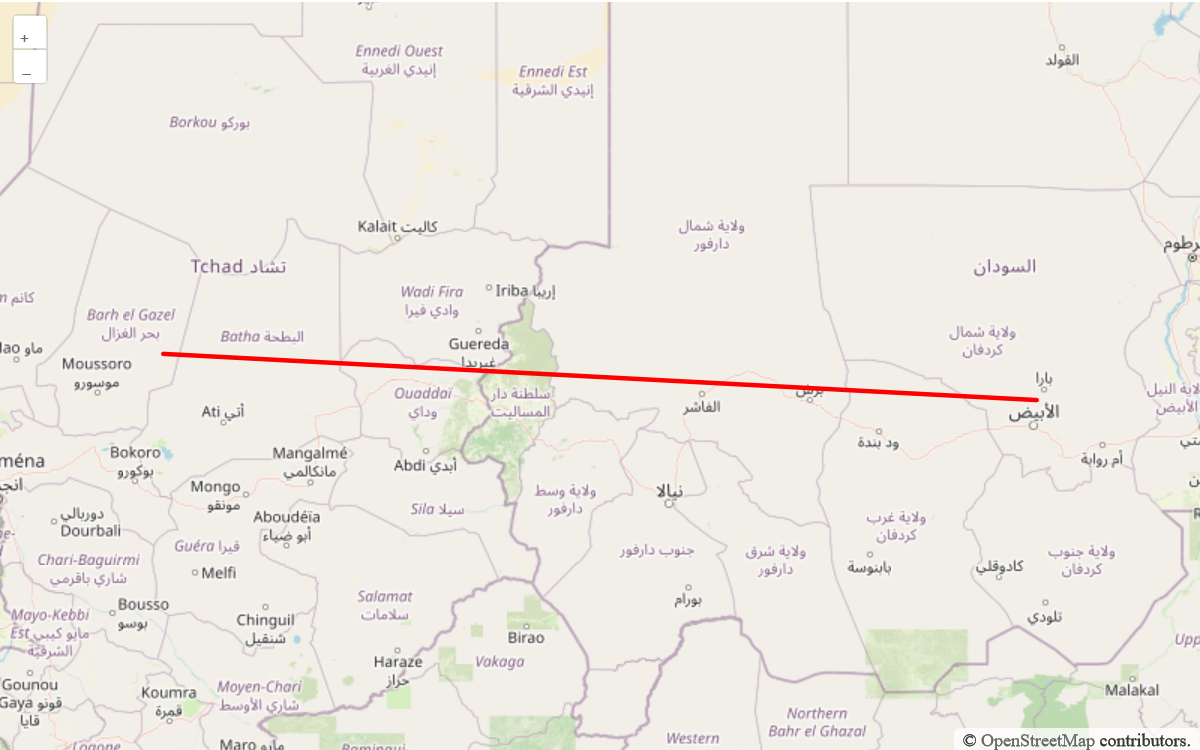 +
–
Ennedi Ouest
إنيدي الغربية
Ennedi Est
إنيدي الشرقية
القولد
Borkou بوركو
Kalait كاليت
ولاية شمال
دارفور
Tchad تشاد
السودان
Iriba إريبا
Wadi Fira
وادي فيرا
كانم
Barh el Gazel
بحر الغزال
Batha البطحة
ولاية شمال
كردفان
Guereda
غيريدا
ماو
Moussoro
موسورو
Ouaddaï
وداي
سلطنة دار
المساليت
بارا
برش
الفاشر
الأبيض
Ati أتي
ود بندة
أم روابة
Bokoro
بوكورو
Mangalmé
مانكالمي
Abdi أبدي
Mongo
مونقو
ولاية وسط
دارفور
نيالا
Sila سيلا
دوربالي
Dourbali
Aboudéïa
أبو ضياء
ولاية غرب
كردفان
Guéra قيرا
جنوب دارفور
ولاية شرق
دارفور
ولاية جنوب
كردفان
Chari-Baguirmi
شاري باقرمي
Melfi
بابنوسة
كادوقلي
Salamat
سلامات
بورام
Bousso
بوسو
Mayo-Kebbi
Est مايو كيبي
الشرقية
Chinguil
شنقيل
تلودي
Birao
Vakaga
Haraze
حراز
Gounou
Gaya قونو
قايا
Koumra
قمرة
Moyen-Chari
شاري الأوسط
Malakal
Northern
Bahr el Ghazal
Western
Maro مارو
© OpenStreetMap contributors.